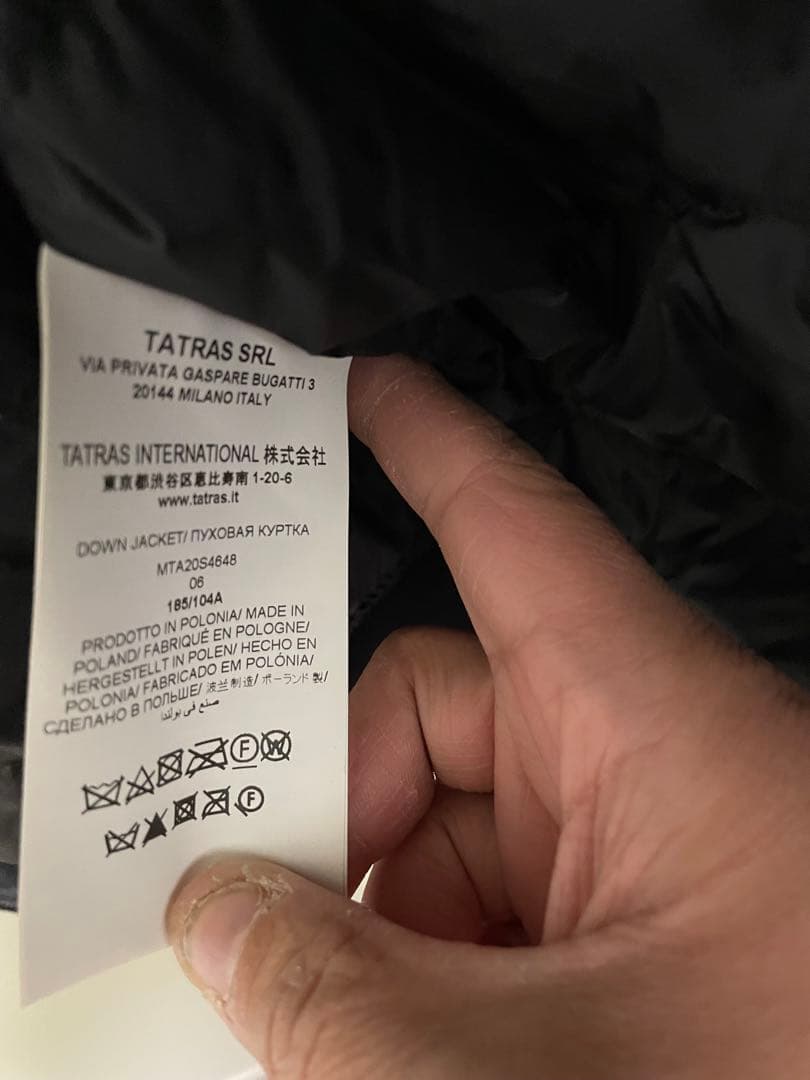 TATRAS SRL
VIA PRIVATA GASPARE BUGATTI 3
20144 MILANO ITALY
TATRAS INTERNATIONAL 株式会社
東京都渋谷区恵比寿南 1-20-6
www.tatras.it
DOWN JACKET/ ПУХОВАЯ КУРТКА
MTA20S4648
06
185/104A
PRODOTTO IN POLONIA/ MADE IN
POLAND/ FABRIQUÉ EN POLOGNE/
HERGESTELLT IN POLEN/ HECHO EN
POLONIA/ FABRICADO EM POLÓNIA/
СДЕЛАНО В ПОЛЬШЕ/ 波兰制造/ ポーランド製/
صنع في بولندا
F W
F